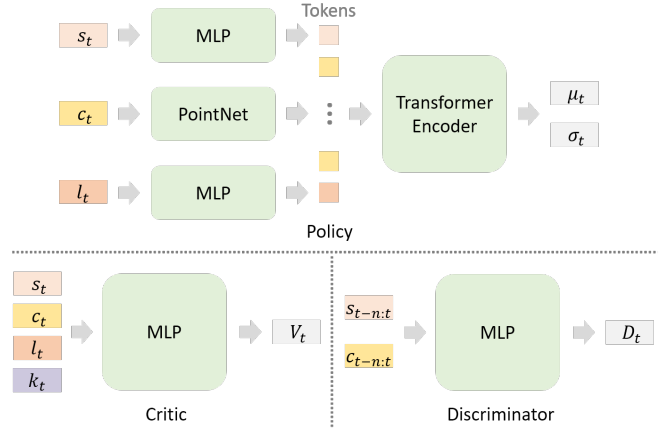 Tokens
s_t
MLP
c_t
PointNet
Transformer
Encoder
μ_t
σ_t
l_t
MLP
Policy
s_t
c_t
l_t
k_t
MLP
V_t
Critic
s_{t−n:t}
c_{t−n:t}
MLP
D_t
Discriminator